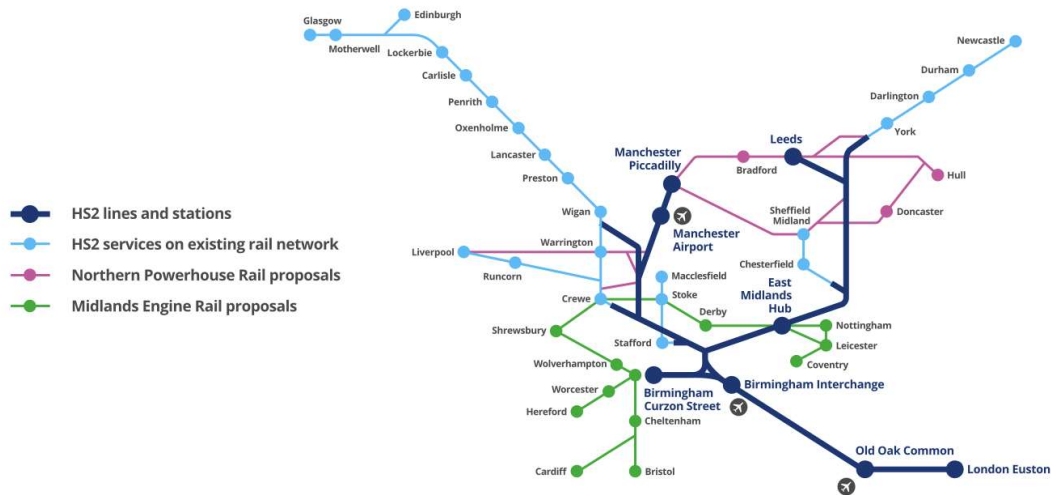 Glasgow
Edinburgh
Motherwell
Lockerbie
Carlisle
Penrith
Oxenholme
Lancaster
Preston
Wigan
Warrington
Liverpool
Runcorn
Crewe
Newcastle
Durham
Darlington
York
Leeds
Bradford
Hull
Doncaster
Manchester
Piccadilly
Manchester
Airport
Sheffield
Midland
Chesterfield
Macclesfield
Stoke
Stafford
Derby
East
Midlands
Hub
Nottingham
Leicester
Coventry
Shrewsbury
Wolverhampton
Worcester
Hereford
Cheltenham
Cardiff
Bristol
Birmingham
Curzon Street
Birmingham Interchange
Old Oak Common
London Euston
HS2 lines and stations
HS2 services on existing rail network
Northern Powerhouse Rail proposals
Midlands Engine Rail proposals